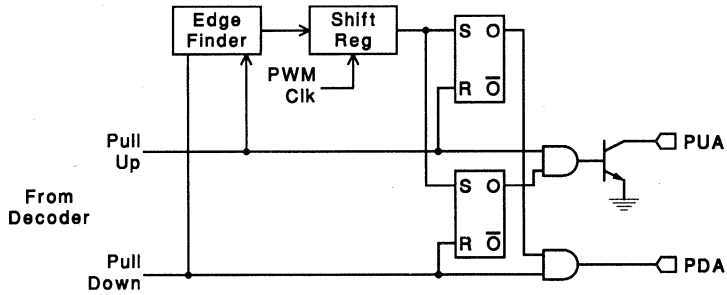 Edge
Finder
Shift
Reg
PWM
Clk
S O
R O̅
Pull
Up
PUA
From
Decoder
S O
R O̅
Pull
Down
PDA